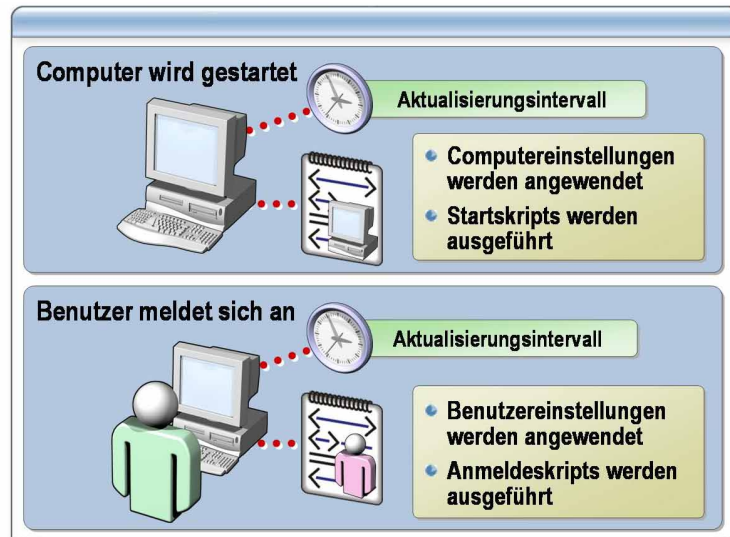 Computer wird gestartet
Aktualisierungsintervall
Computereinstellungen
werden angewendet
Startskripts werden
ausgeführt
Benutzer meldet sich an
Aktualisierungsintervall
Benutzereinstellungen
werden angewendet
Anmeldeskripts werden
ausgeführt